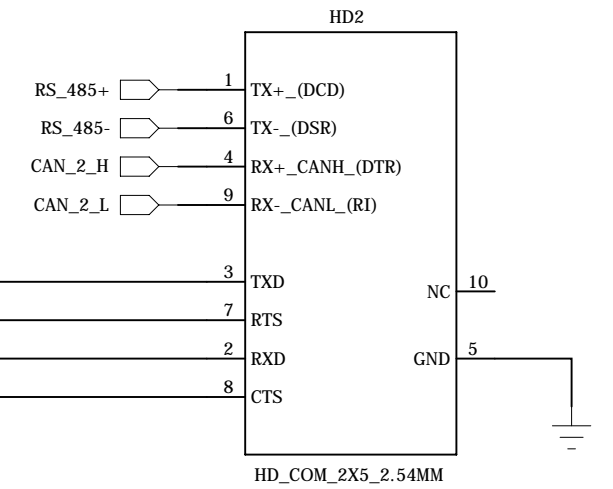 HD2
RS_485+ 1 TX+_(DCD)
RS_485- 6 TX-_(DSR)
CAN_2_H 4 RX+_CANH_(DTR)
CAN_2_L 9 RX-_CANL_(RI)
3 TXD
NC 10
7 RTS
2 RXD
GND 5
8 CTS
HD_COM_2X5_2.54MM